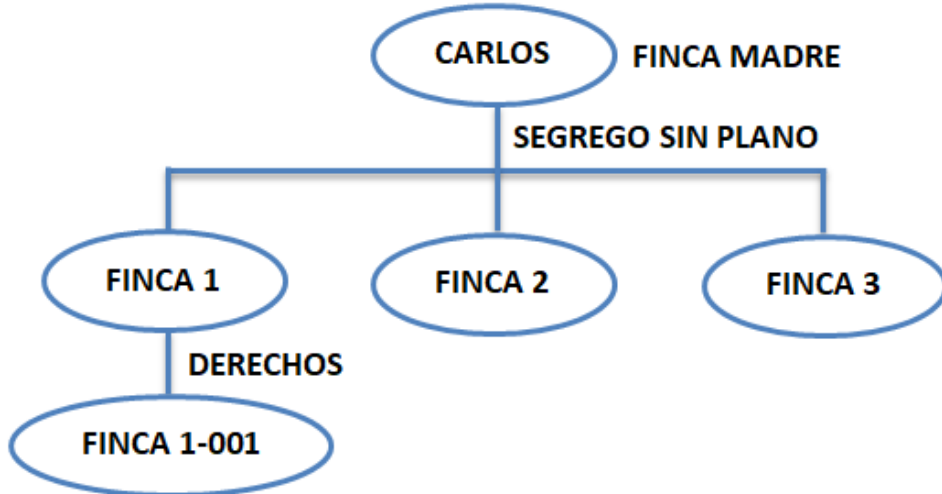 CARLOS
FINCA MADRE
SEGREGO SIN PLANO
FINCA 1
FINCA 2
FINCA 3
DERECHOS
FINCA 1-001